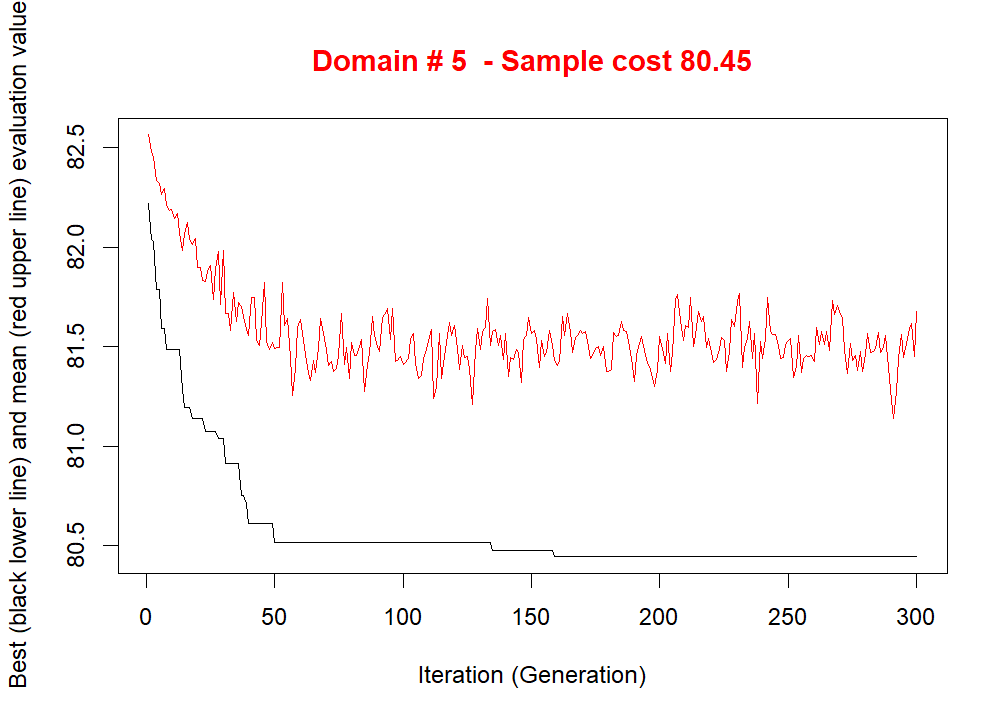 Domain # 5  - Sample cost 80.45
Best (black lower line) and mean (red upper line) evaluation value
82.5
82.0
81.5
81.0
80.5
0 50 100 150 200 250 300
Iteration (Generation)